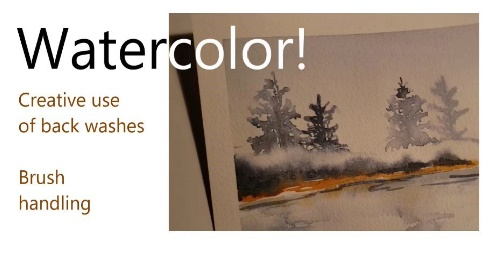 Watercolor!
Creative use
of back washes
Brush
handling